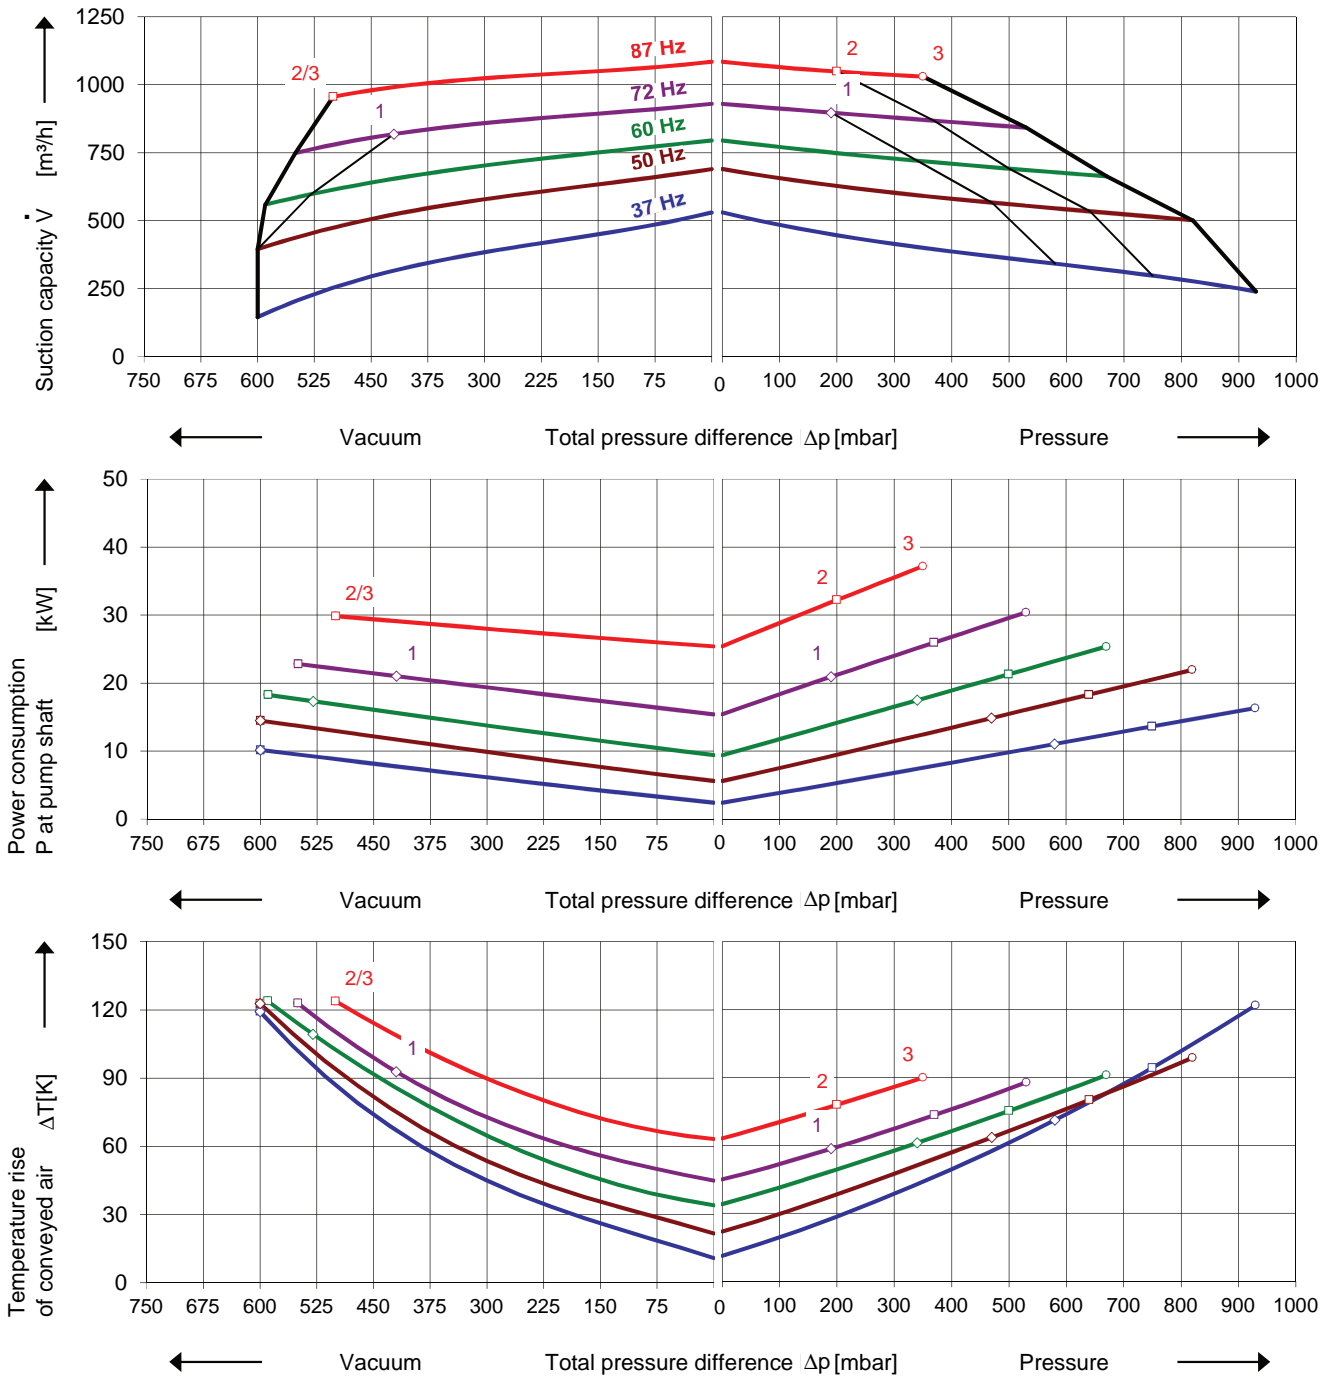 1250
1000
750
500
250
0
Suction capacity V̇ [m³/h]
2/3
1
87 Hz
72 Hz
60 Hz
50 Hz
37 Hz
2
3
1
750 600 525 450 375 300 225 150 75 0 100 200 300 400 500 600 700 800 900 1000
Vacuum Total pressure difference Δp [mbar] Pressure
50
40
30
20
10
0
Power consumption
P at pump shaft [kW]
2/3
1
2
3
1
750 675 600 525 450 375 300 225 150 75 0 100 200 300 400 500 600 700 800 900 1000
Vacuum Total pressure difference Δp [mbar] Pressure
150
120
90
60
30
0
Temperature rise
of conveyed air ΔT[K]
2/3
1
2
3
1
750 675 600 525 450 375 300 225 150 75 0 100 200 300 400 500 600 700 800 900 1000
Vacuum Total pressure difference Δp [mbar] Pressure